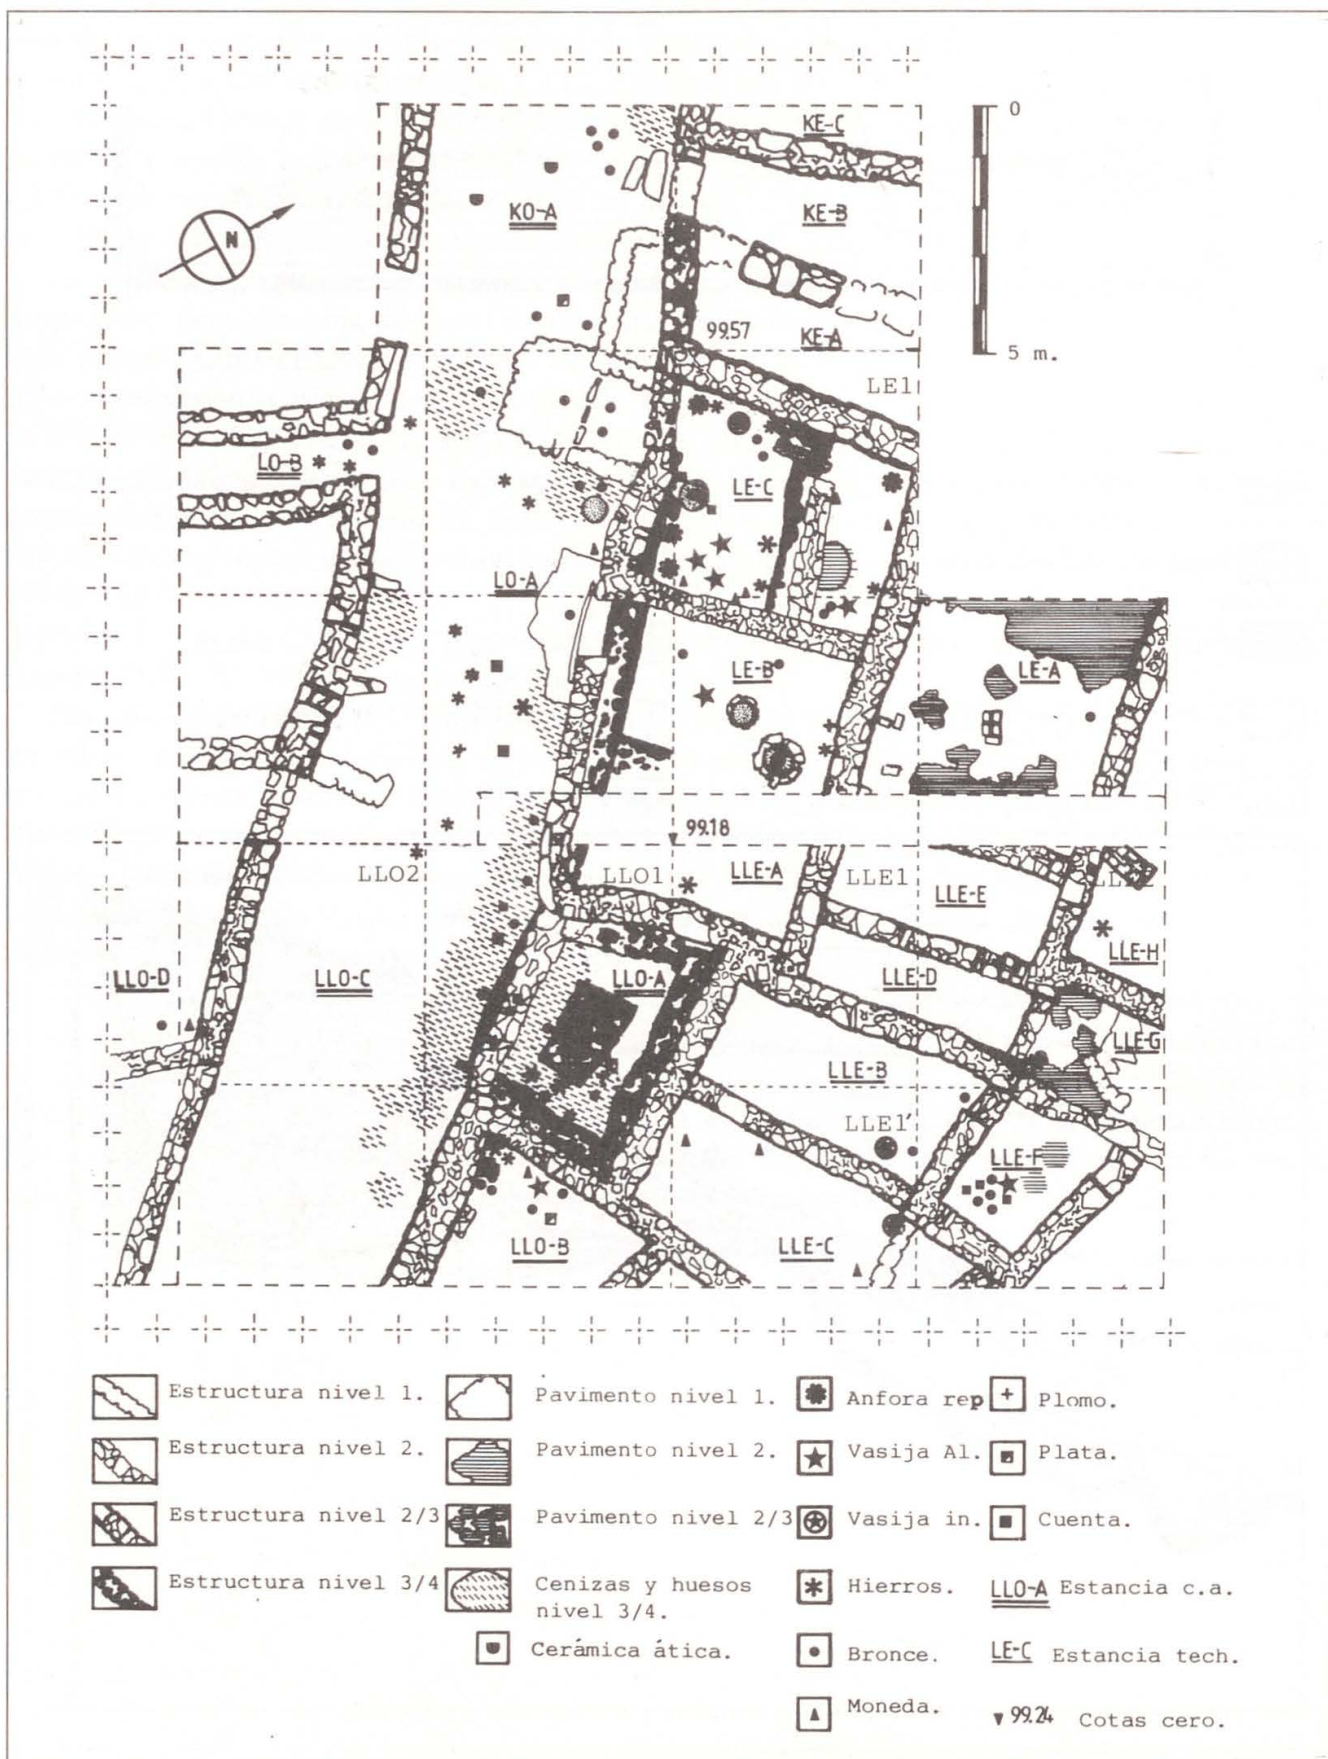 KE-C
0
KO-A
KE-B
N
99.57
KE-A
5 m.
LE1
LO-B
LE-C
LO-A
LE-B
LE-A
99.18
LLO2
LLO1
LLE-A
LLE1
LLE-E
LLE-H
LLO-D
LLO-C
LLO-A
LLE-D
LLE-G
LLE-B
LLE1'
LLE-F
LLO-B
LLE-C
Estructura nivel 1.
Pavimento nivel 1.
Anfora rep
Plomo.
Estructura nivel 2.
Pavimento nivel 2.
Vasija Al.
Plata.
Estructura nivel 2/3
Pavimento nivel 2/3
Vasija in.
Cuenta.
Estructura nivel 3/4
Cenizas y huesos
nivel 3/4.
Hierros.
LLO-A Estancia c.a.
Cerámica ática.
Bronce.
LE-C Estancia tech.
Moneda.
99.24 Cotas cero.